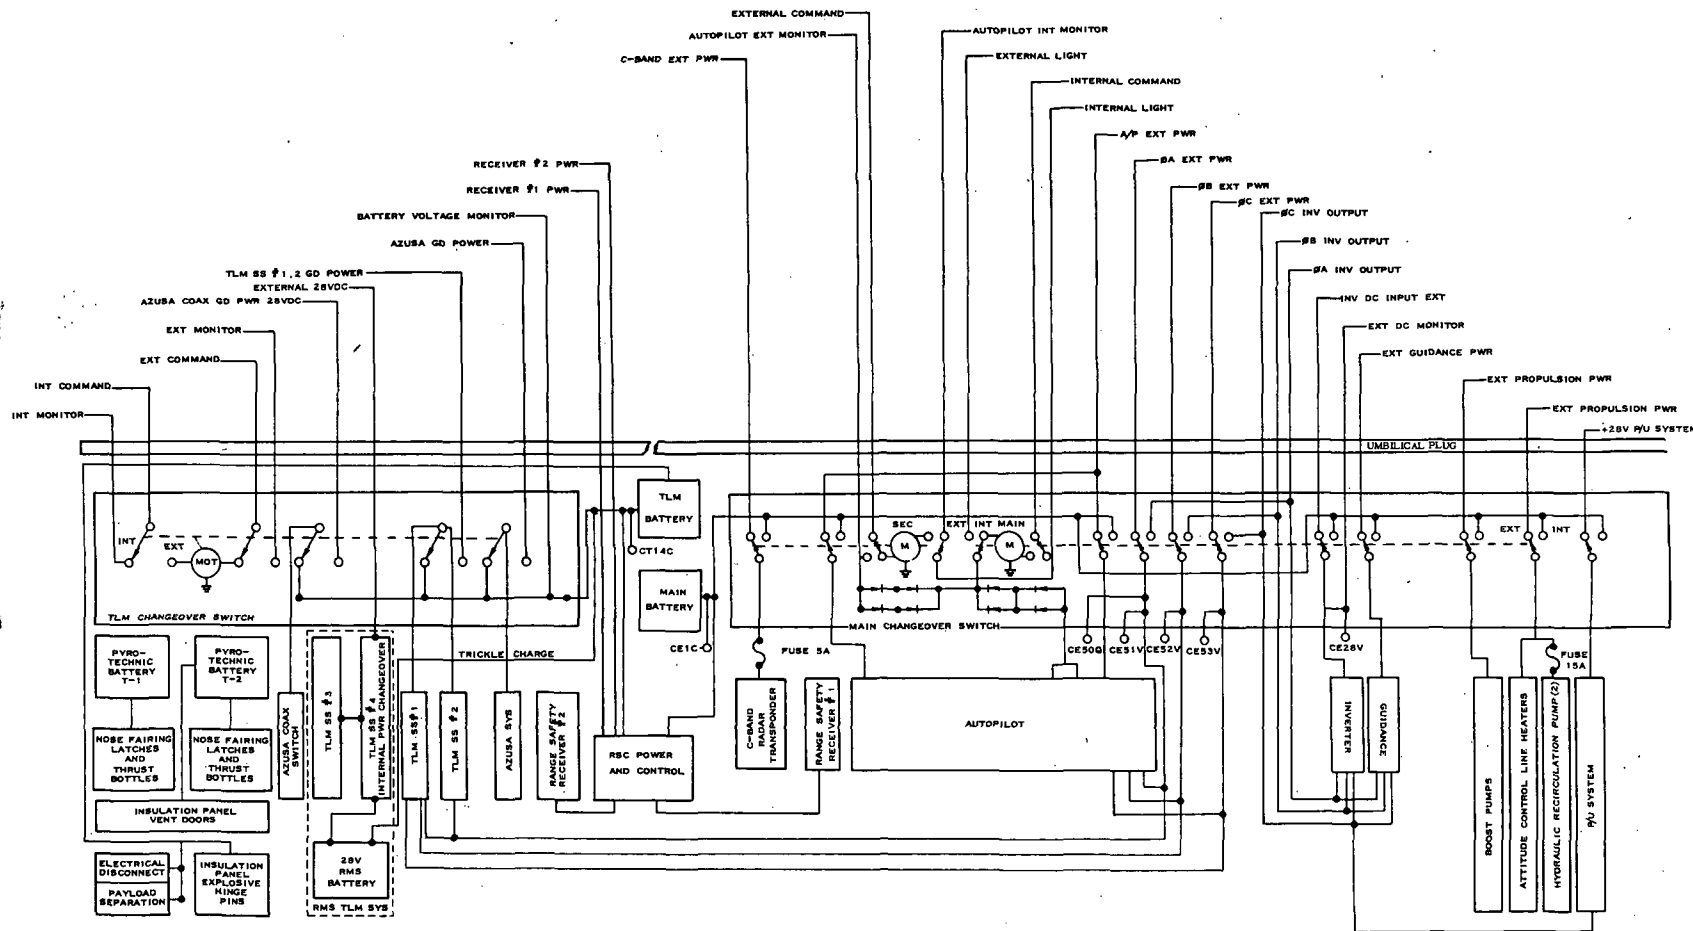 EXTERNAL COMMAND
AUTOPILOT EXT MONITOR
C-BAND EXT PWR
AUTOPILOT INT MONITOR
EXTERNAL LIGHT
INTERNAL COMMAND
INTERNAL LIGHT
A/P EXT PWR
ØA EXT PWR
ØB EXT PWR
ØC EXT PWR
ØC INV OUTPUT
ØB INV OUTPUT
ØA INV OUTPUT
INV DC INPUT EXT
EXT DC MONITOR
EXT GUIDANCE PWR
EXT PROPULSION PWR
EXT PROPULSION PWR
+28V P/U SYSTEM
RECEIVER #2 PWR
RECEIVER #1 PWR
BATTERY VOLTAGE MONITOR
AZUSA GD POWER
TLM SS #1,2 GD POWER
EXTERNAL 28VDC
AZUSA COAX GD PWR 28VDC
EXT MONITOR
EXT COMMAND
INT COMMAND
INT MONITOR
UMBILICAL PLUG
INT
EXT
MOT
TLM CHANGEOVER SWITCH
TLM
BATTERY
CT14C
MAIN
BATTERY
CE1C
SEC
M
EXT INT MAIN
M
EXT
INT
MAIN CHANGEOVER SWITCH
CE50Q
CE51V
CE52V
CE53V
CE28V
TRICKLE CHARGE
FUSE 5A
FUSE
15A
PYRO-
TECHNIC
BATTERY
T-1
PYRO-
TECHNIC
BATTERY
T-2
NOSE FAIRING
LATCHES
AND
THRUST
BOTTLES
NOSE FAIRING
LATCHES
AND
THRUST
BOTTLES
INSULATION PANEL
VENT DOORS
ELECTRICAL
DISCONNECT
PAYLOAD
SEPARATION
INSULATION
PANEL
EXPLOSIVE
HINGE
PINS
AZUSA COAX
SWITCH
TLM SS #3
TLM SS #4
INTERNAL PWR CHANGEOVER
28V
RMS
BATTERY
RMS TLM SYS
TLM SS#1
TLM SS #2
AZUSA SYS
RANGE SAFETY
RECEIVER #2
RSC POWER
AND CONTROL
C-BAND
RADAR
TRANSPONDER
RANGE SAFETY
RECEIVER #1
AUTOPILOT
INVERTER
GUIDANCE
BOOST PUMPS
ATTITUDE CONTROL LINE HEATERS
HYDRAULIC RECIRCULATION PUMP(2)
P/U SYSTEM